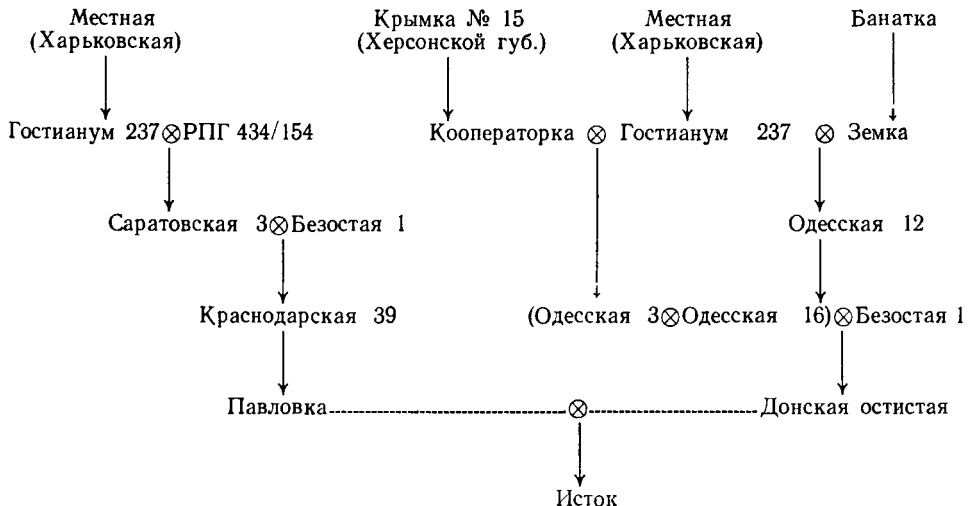 Местная Крымка № 15 Местная Банатка
(Харьковская) (Херсонской губ.) (Харьковская)
Гостианум 237⊗РПГ 434/154 Кооператорка ⊗ Гостианум 237 ⊗ Земка
Саратовская 3⊗Безостая 1 Одесская 12
Краснодарская 39 (Одесская 3⊗Одесская 16)⊗Безостая 1
Павловка ⊗ Донская остистая
Исток